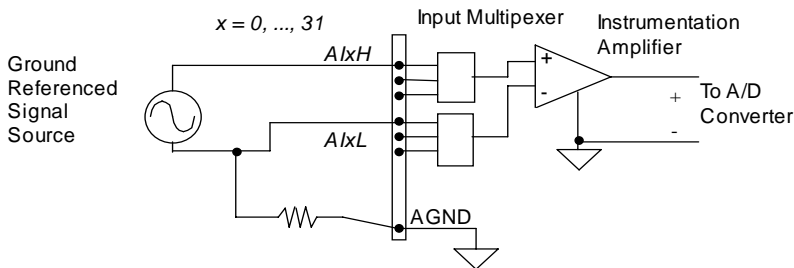 x = 0, ..., 31
Input Multipexer
Instrumentation
Amplifier
Ground
Referenced
Signal
Source
AIxH
AIxL
AGND
+
-
+
-
To A/D
Converter